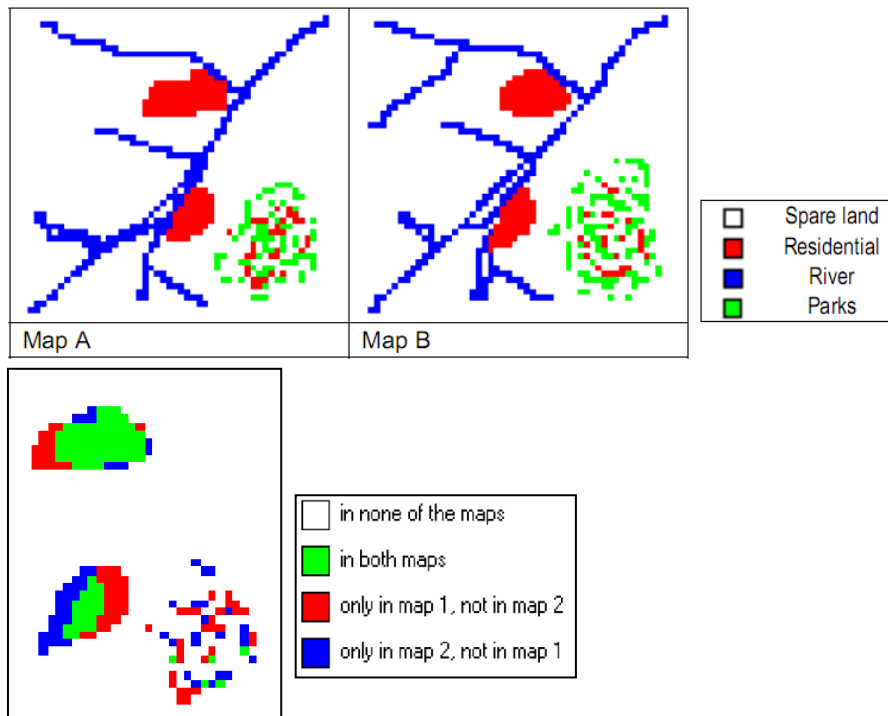 Map A
Map B
Spare land
Residential
River
Parks
in none of the maps
in both maps
only in map 1, not in map 2
only in map 2, not in map 1